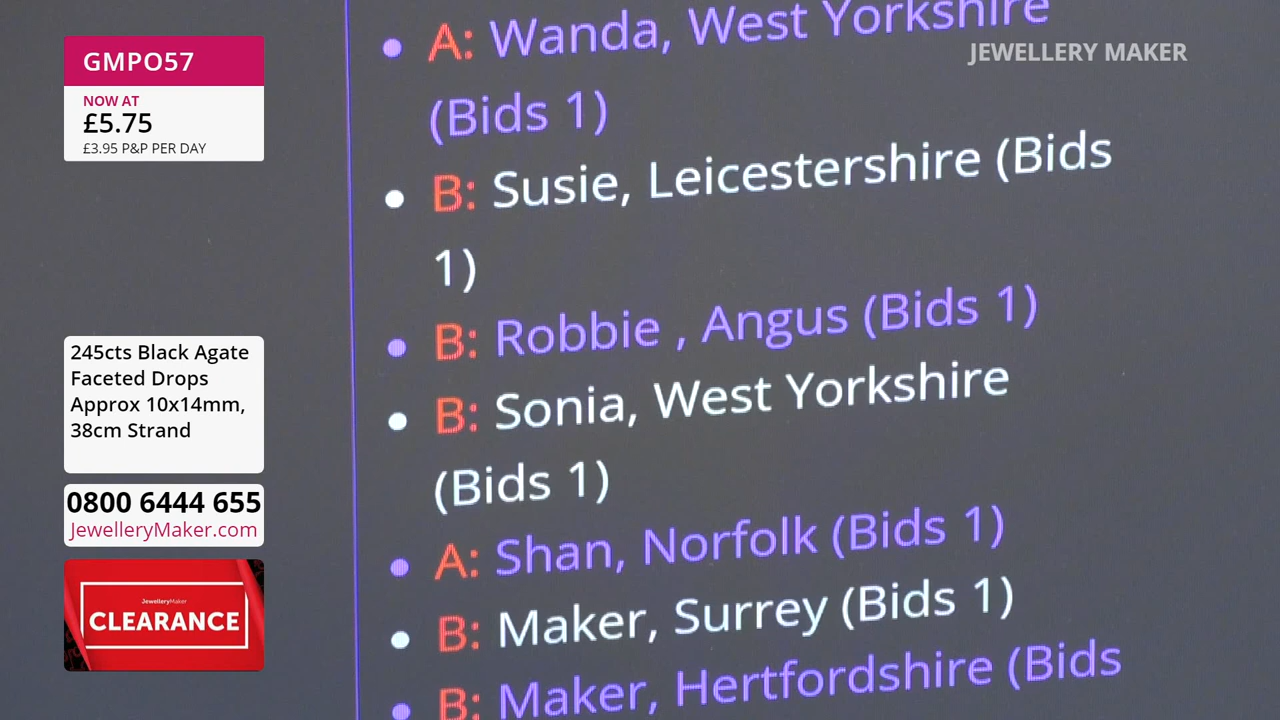 GMPO57
NOW AT
£5.75
£3.95 P&P PER DAY
245cts Black Agate
Faceted Drops
Approx 10x14mm,
38cm Strand
0800 6444 655
JewelleryMaker.com
JewelleryMaker
CLEARANCE
JEWELLERY MAKER
A: Wanda, West Yorkshire
(Bids 1)
B: Susie, Leicestershire (Bids
1)
B: Robbie , Angus (Bids 1)
B: Sonia, West Yorkshire
(Bids 1)
A: Shan, Norfolk (Bids 1)
B: Maker, Surrey (Bids 1)
B: Maker, Hertfordshire (Bids